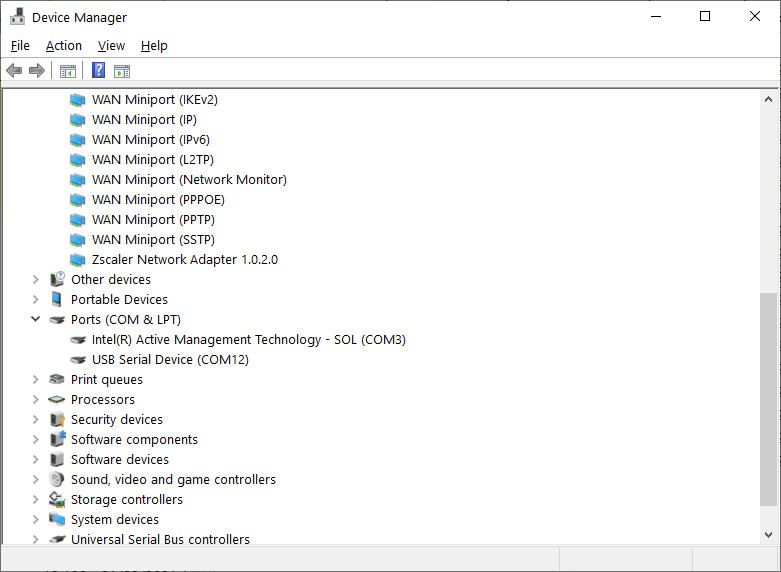 Device Manager
File Action View Help
WAN Miniport (IKEv2)
WAN Miniport (IP)
WAN Miniport (IPv6)
WAN Miniport (L2TP)
WAN Miniport (Network Monitor)
WAN Miniport (PPPOE)
WAN Miniport (PPTP)
WAN Miniport (SSTP)
Zscaler Network Adapter 1.0.2.0
Other devices
Portable Devices
Ports (COM & LPT)
Intel(R) Active Management Technology - SOL (COM3)
USB Serial Device (COM12)
Print queues
Processors
Security devices
Software components
Software devices
Sound, video and game controllers
Storage controllers
System devices
Universal Serial Bus controllers